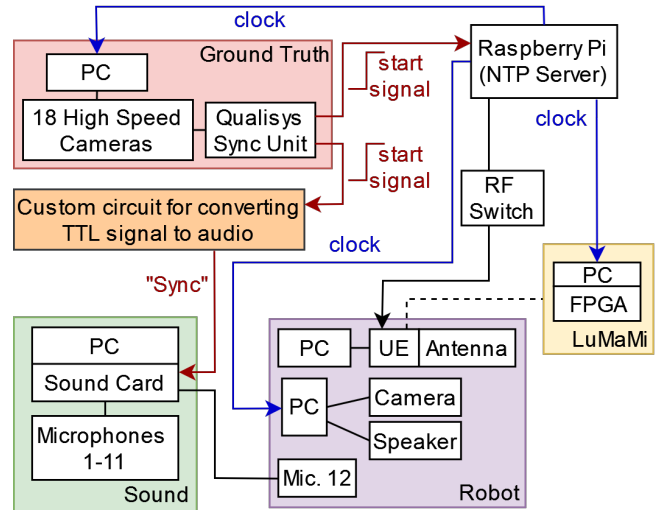 clock
Ground Truth
PC
18 High Speed
Cameras
Qualisys
Sync Unit
start
signal
start
signal
Raspberry Pi
(NTP Server)
clock
RF
Switch
Custom circuit for converting
TTL signal to audio
clock
"Sync"
PC
FPGA
LuMaMi
PC
Sound Card
Microphones
1-11
Sound
PC
UE
Antenna
PC
Camera
Speaker
Mic. 12
Robot